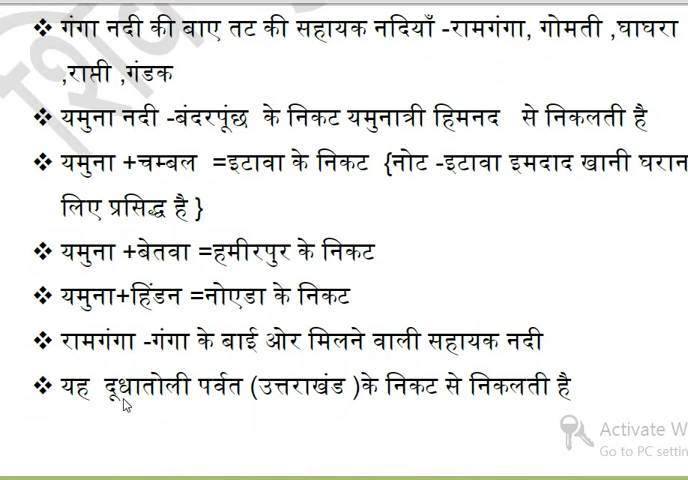 ❖ गंगा नदी की बाए तट की सहायक नदियाँ -रामगंगा, गोमती ,घाघरा
,राप्ती ,गंडक
❖ यमुना नदी -बंदरपूंछ के निकट यमुनात्री हिमनद से निकलती है
❖ यमुना +चम्बल =इटावा के निकट {नोट -इटावा इमदाद खानी घरान
लिए प्रसिद्ध है }
❖ यमुना +बेतवा =हमीरपुर के निकट
❖ यमुना+हिंडन =नोएडा के निकट
❖ रामगंगा -गंगा के बाई ओर मिलने वाली सहायक नदी
❖ यह दूधातोली पर्वत (उत्तराखंड )के निकट से निकलती है
Activate W
Go to PC settin